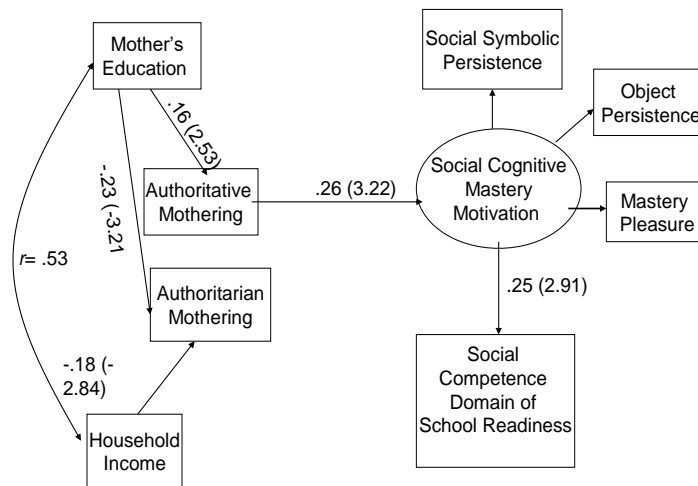 Mother's
Education
Social Symbolic
Persistence
Object
Persistence
.16 (2.53)
-.23 (-3.21
Authoritative
Mothering
.26 (3.22)
Social Cognitive
Mastery
Motivation
Mastery
Pleasure
r= .53
Authoritarian
Mothering
.25 (2.91)
-.18 (-
2.84)
Social
Competence
Domain of
School Readiness
Household
Income